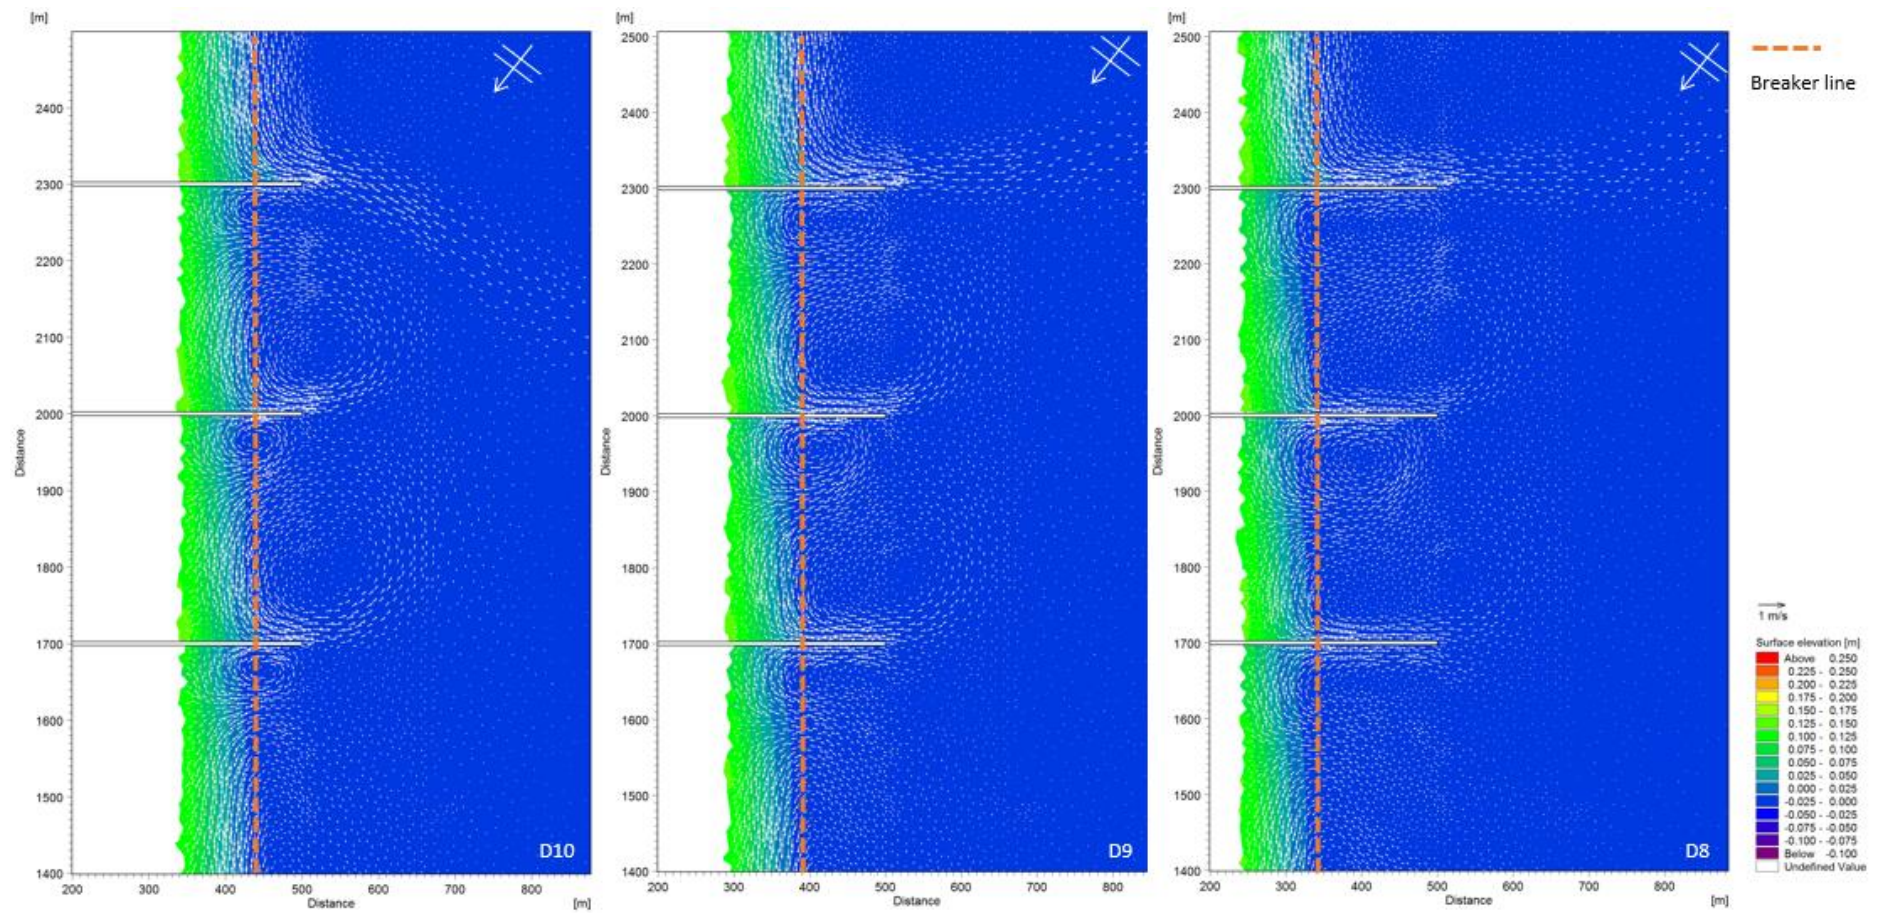 [m]
2400
2300
2200
2100
2000
1900
1800
1700
1600
1500
1400
Distance
200 300 400 500 600 700 800
Distance
[m]
D10
[m]
2500
2400
2300
2200
2100
2000
1900
1800
1700
1600
1500
1400
Distance
200 300 400 500 600 700 800
Distance
D9
[m]
2500
2400
2300
2200
2100
2000
1900
1800
1700
1600
1500
1400
Distance
200 300 400 500 600 700 800
Distance
[m]
D8
Breaker line
1 m/s
Surface elevation [m]
Above 0.250
0.225 - 0.250
0.200 - 0.225
0.175 - 0.200
0.150 - 0.175
0.125 - 0.150
0.100 - 0.125
0.075 - 0.100
0.050 - 0.075
0.025 - 0.050
0.000 - 0.025
-0.025 - 0.000
-0.050 - -0.025
-0.075 - -0.050
-0.100 - -0.075
Below -0.100
Undefined Value